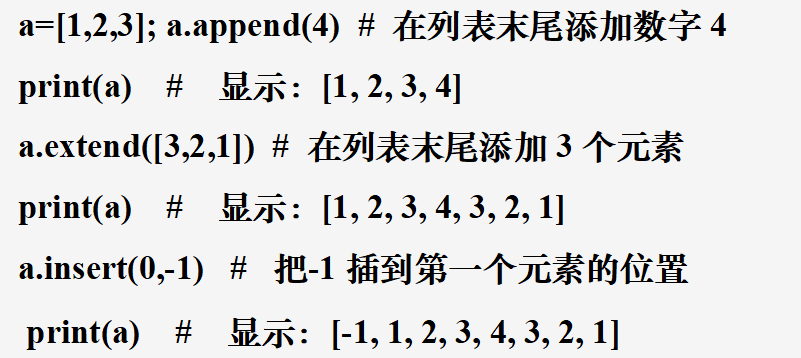 a=[1,2,3]; a.append(4) # 在列表末尾添加数字 4
print(a) # 显示：[1, 2, 3, 4]
a.extend([3,2,1]) # 在列表末尾添加 3 个元素
print(a) # 显示：[1, 2, 3, 4, 3, 2, 1]
a.insert(0,-1) # 把-1 插到第一个元素的位置
print(a) # 显示：[-1, 1, 2, 3, 4, 3, 2, 1]